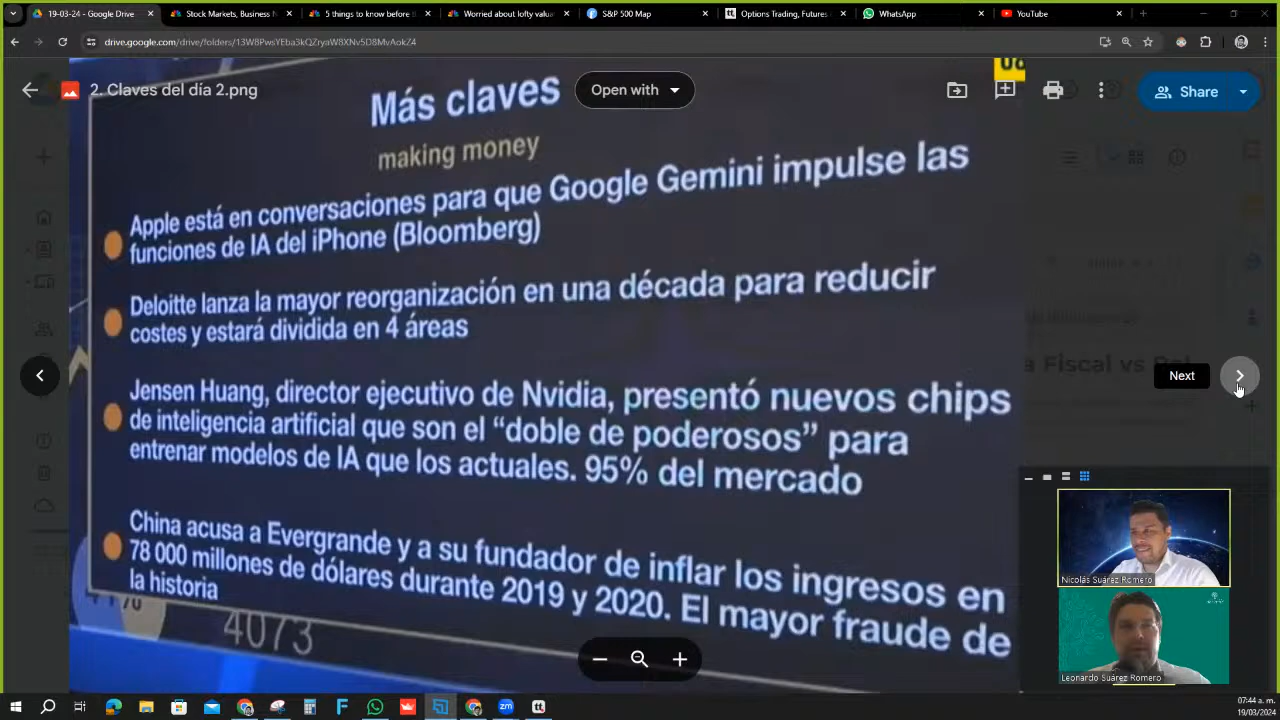 19-03-24 - Google Drive
Stock Markets, Business N
5 things to know before t
Worried about lofty valua
S&P 500 Map
Options Trading, Futures
WhatsApp
YouTube
drive.google.com/drive/folders/13W8PwsYEba3kQZryaW8XNv5D8MvAokZ4
2. Claves del día 2.png
Open with
Share
Más claves
making money
Apple está en conversaciones para que Google Gemini impulse las
funciones de IA del iPhone (Bloomberg)
Deloitte lanza la mayor reorganización en una década para reducir
costes y estará dividida en 4 áreas
Jensen Huang, director ejecutivo de Nvidia, presentó nuevos chips
de inteligencia artificial que son el “doble de poderosos” para
entrenar modelos de IA que los actuales. 95% del mercado
China acusa a Evergrande y a su fundador de inflar los ingresos en
78 000 millones de dólares durante 2019 y 2020. El mayor fraude de
la historia
4073
Next
a Fiscal vs
Nicolás Suárez Romero
Leonardo Suárez Romero
07:44 a. m.
19/03/2024